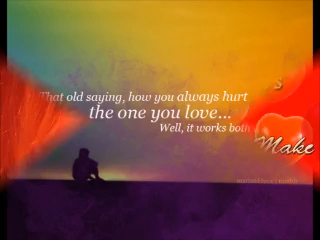 That old saying, how you always hurt
the one you love...
Well, it works both
Make